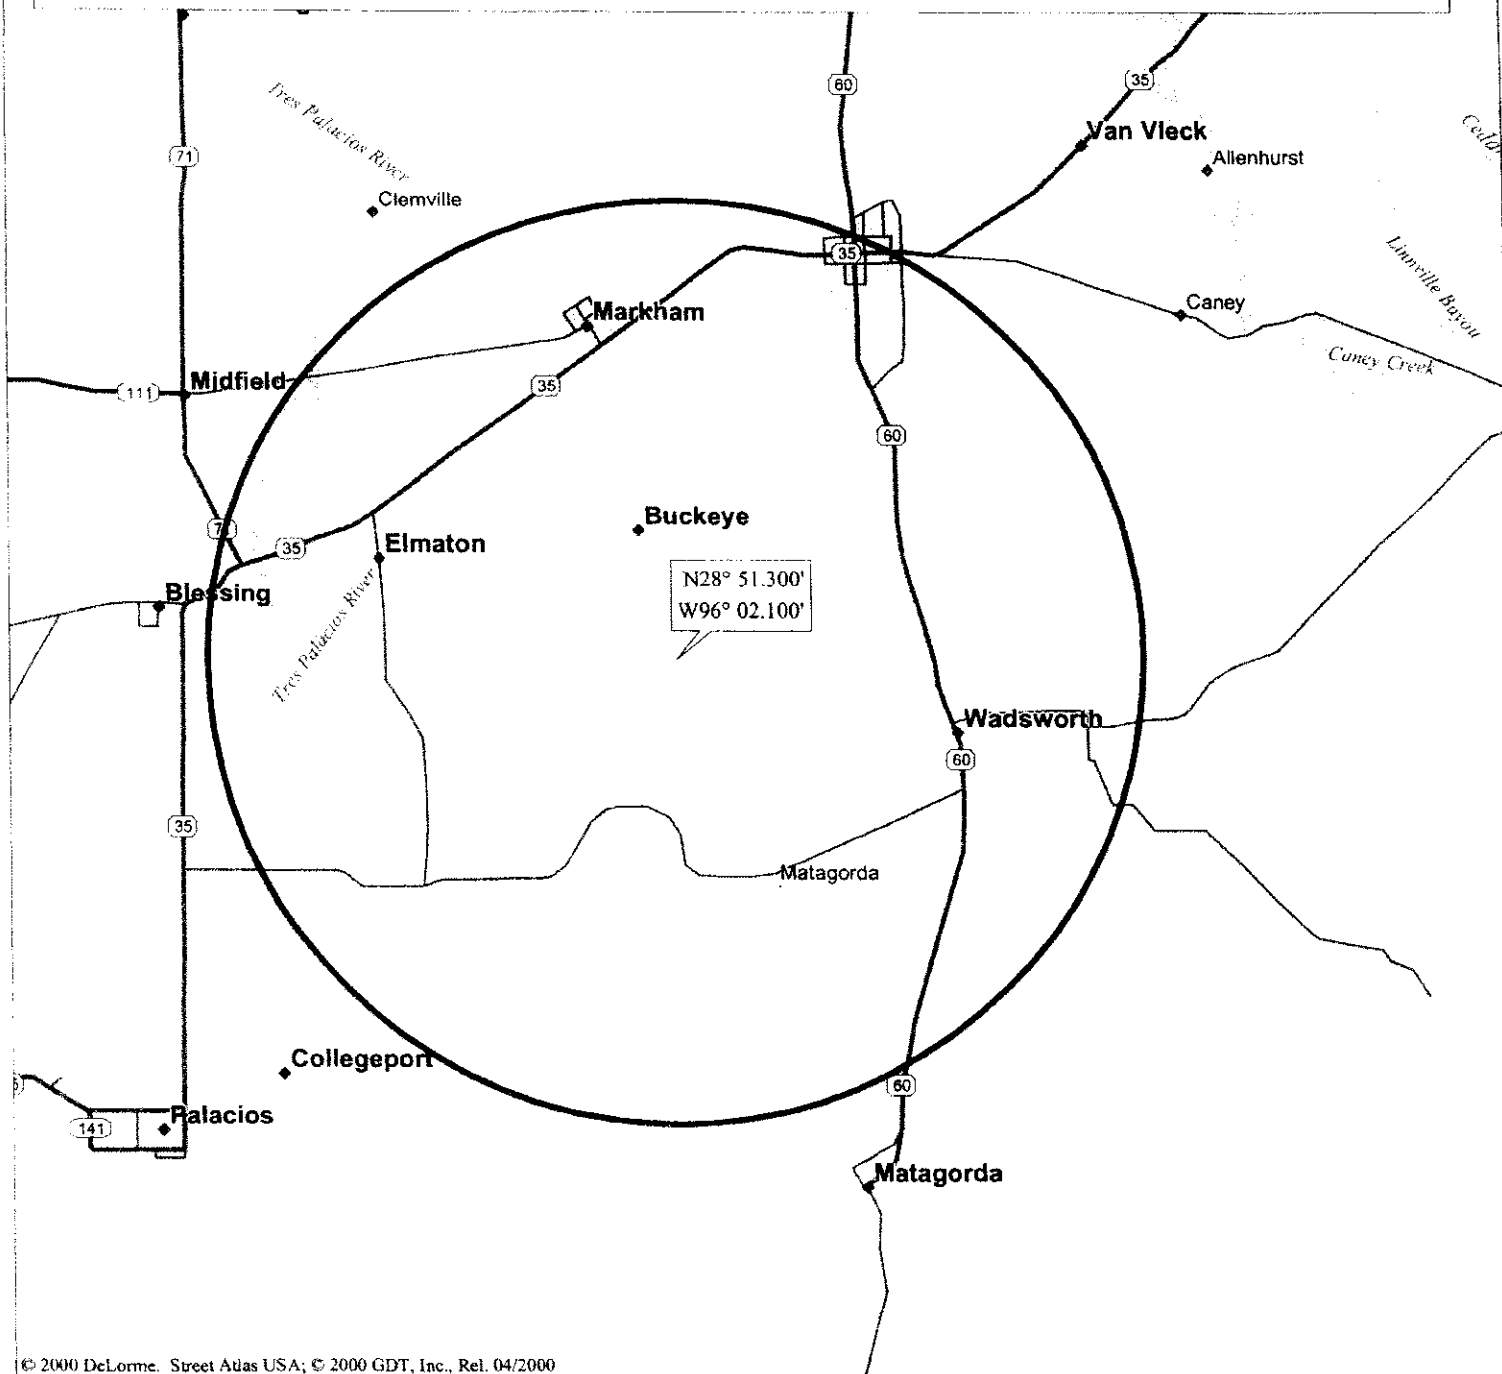 60
35
Tres Palacios River
Van Vleck
71
Allenhurst
Clemville
35
Linnville Bayou
Caney
Markham
Caney Creek
Midfield
111
35
60
Buckeye
35
Elmaton
N28° 51.300'
W96° 02.100'
Blessing
Tres Palacios River
Wadsworth
60
35
Matagorda
Collegeport
60
Palacios
141
Matagorda
© 2000 DeLorme. Street Atlas USA; © 2000 GDT, Inc., Rel. 04/2000